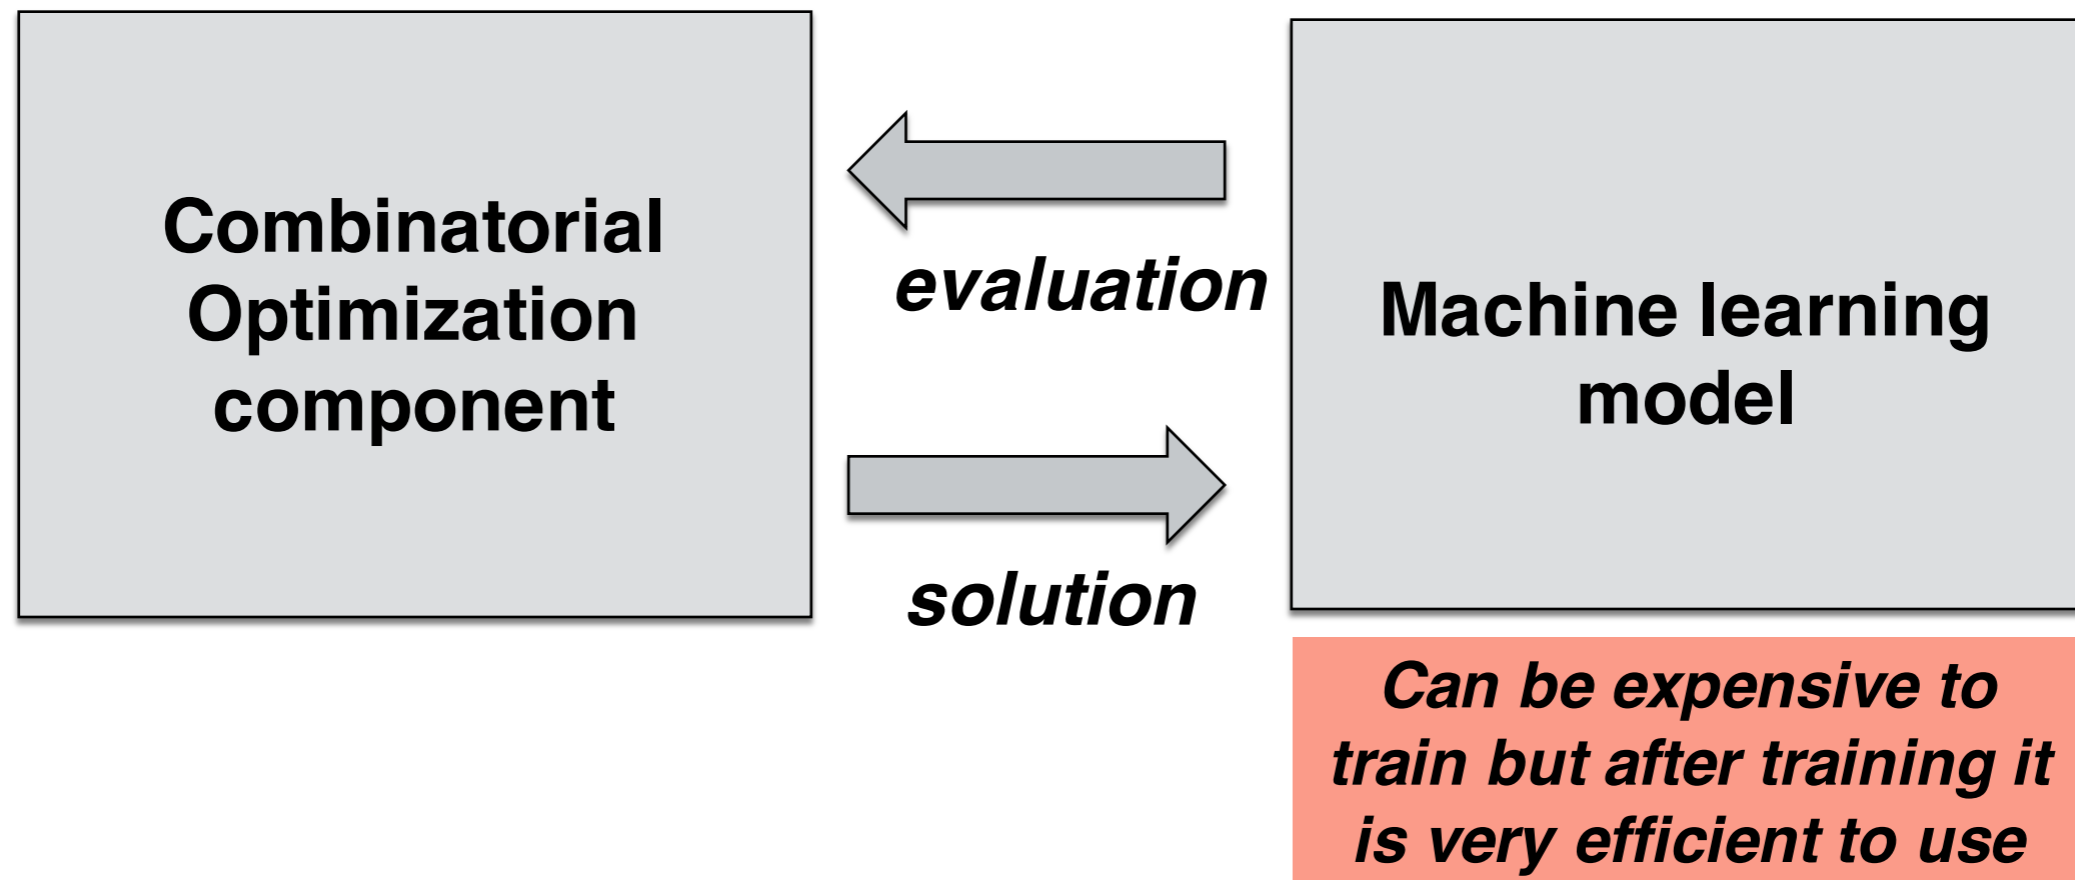 Combinatorial
Optimization
component
evaluation
solution
Machine learning
model
Can be expensive to
train but after training it
is very efficient to use